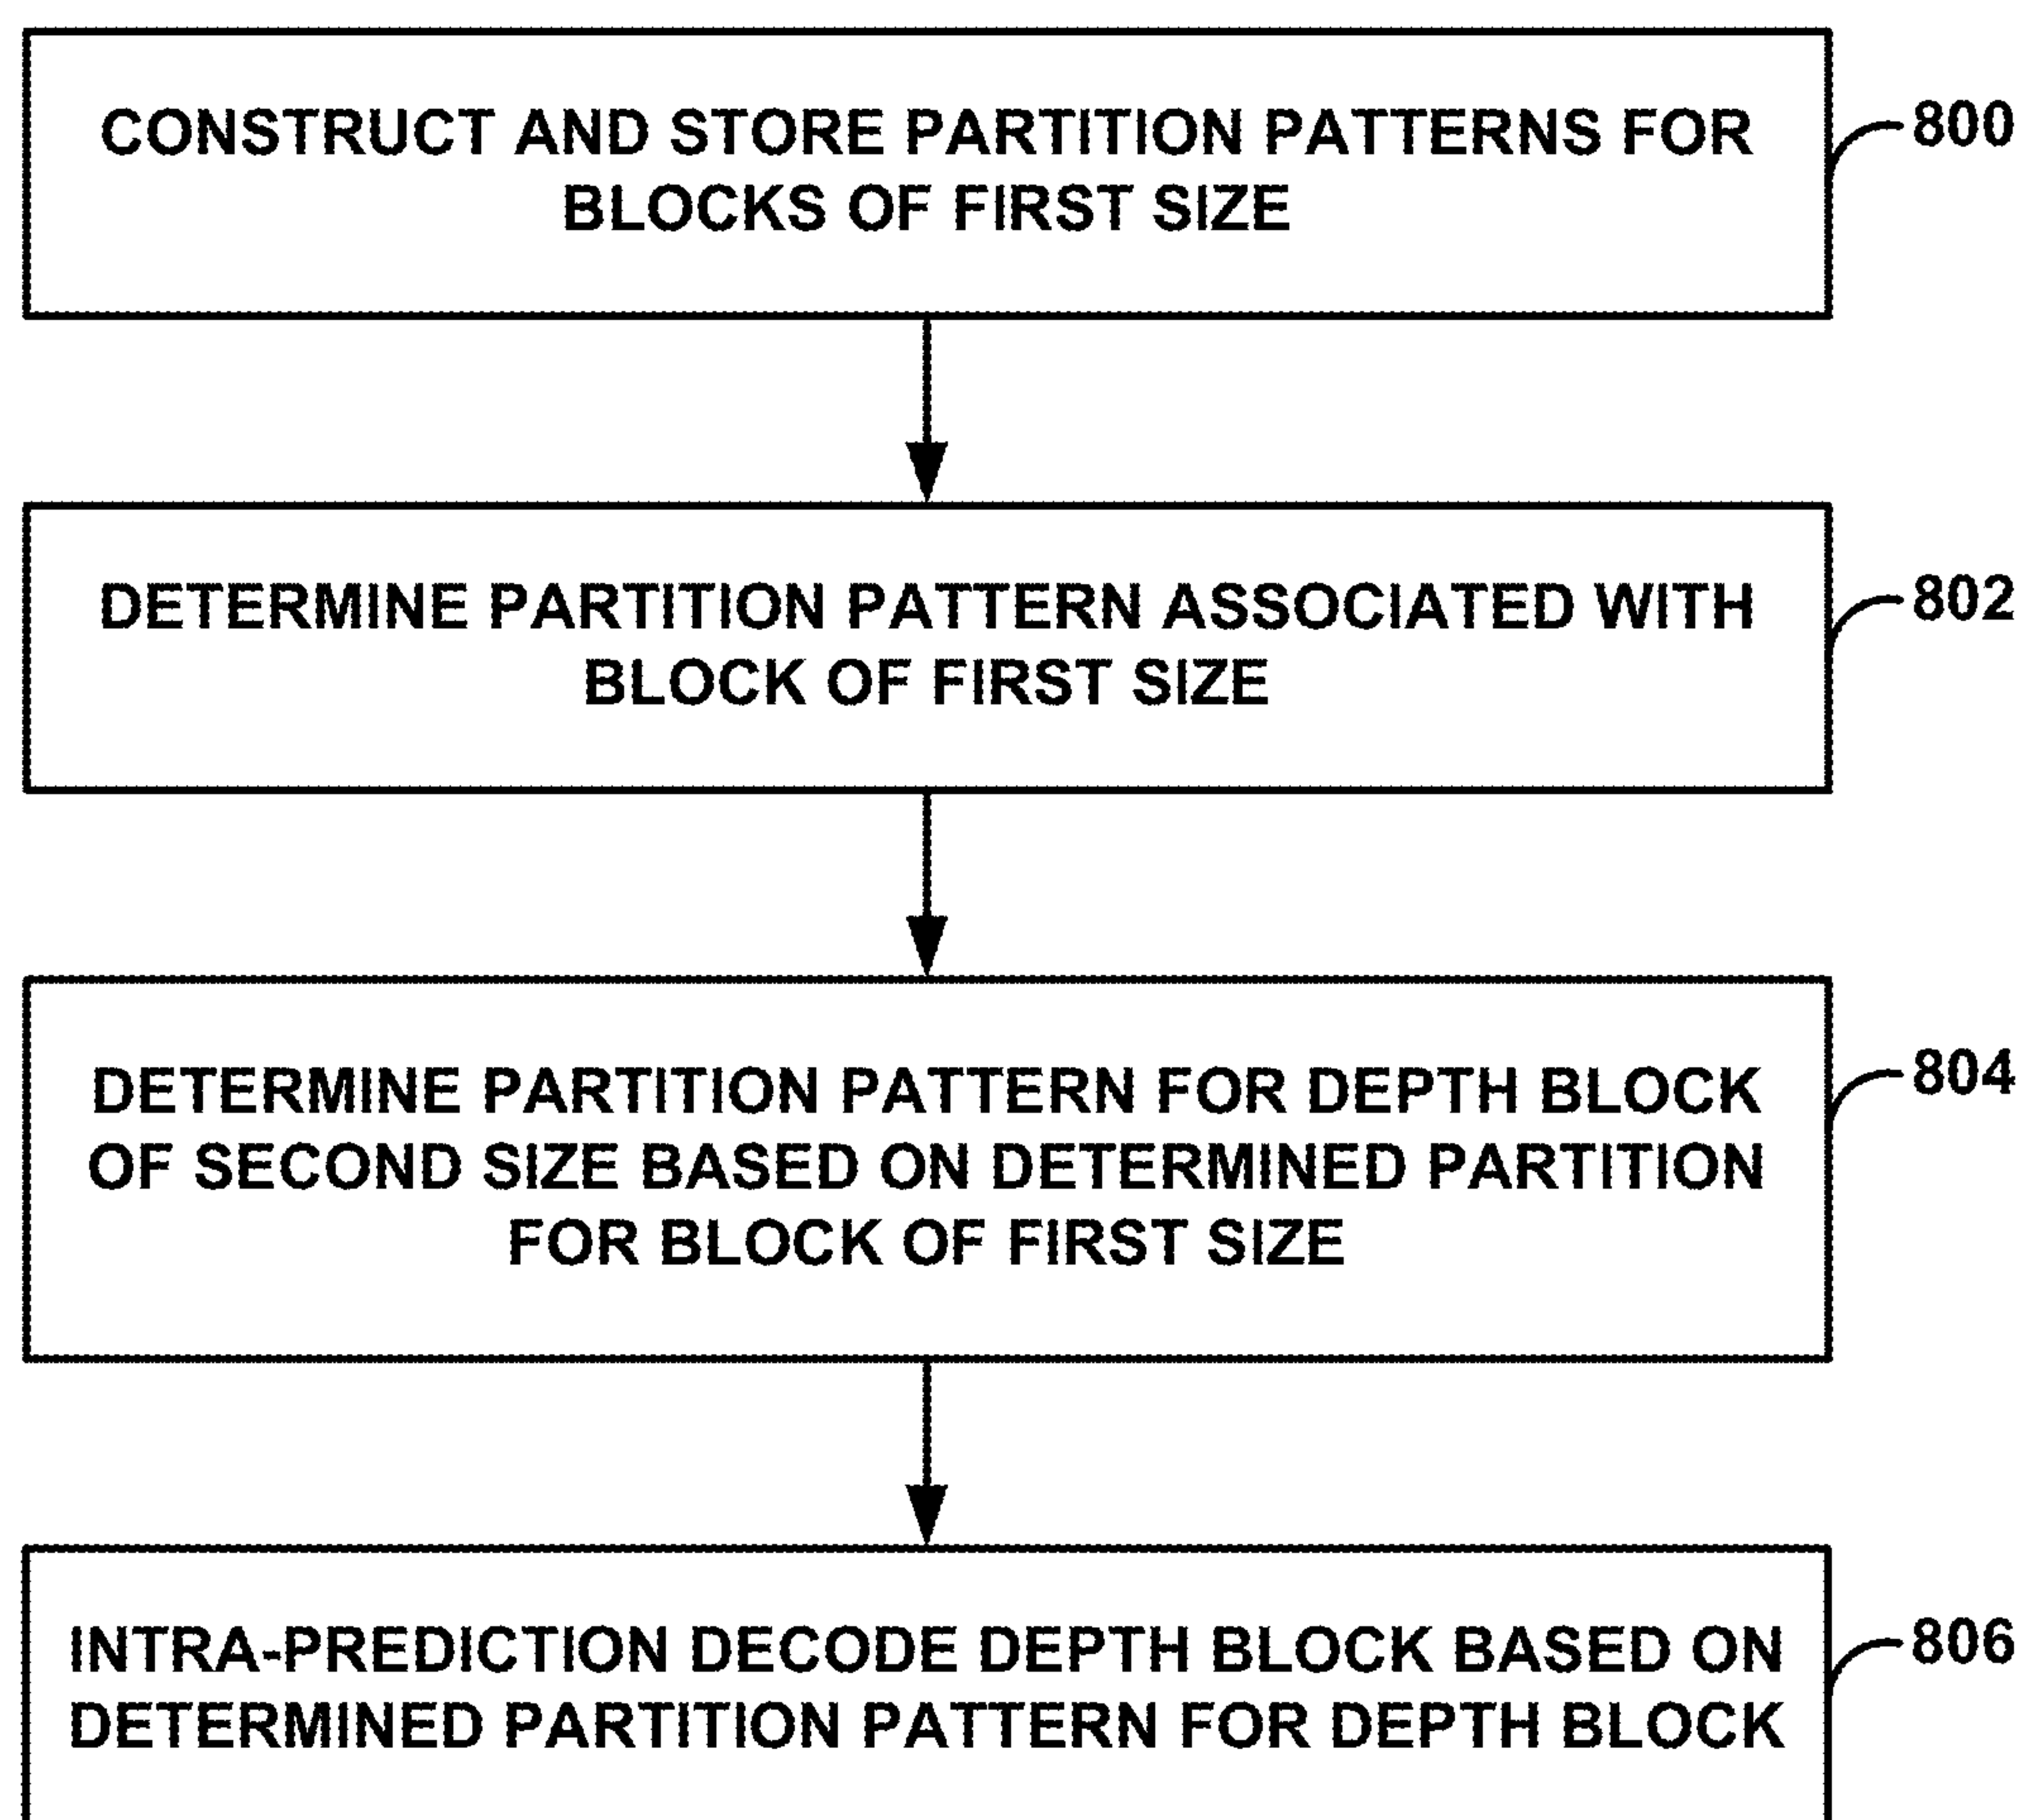 CONSTRUCT AND STORE PARTITION PATTERNS FOR
BLOCKS OF FIRST SIZE
800
DETERMINE PARTITION PATTERN ASSOCIATED WITH
BLOCK OF FIRST SIZE
802
DETERMINE PARTITION PATTERN FOR DEPTH BLOCK
OF SECOND SIZE BASED ON DETERMINED PARTITION
FOR BLOCK OF FIRST SIZE
804
INTRA-PREDICTION DECODE DEPTH BLOCK BASED ON
DETERMINED PARTITION PATTERN FOR DEPTH BLOCK
806